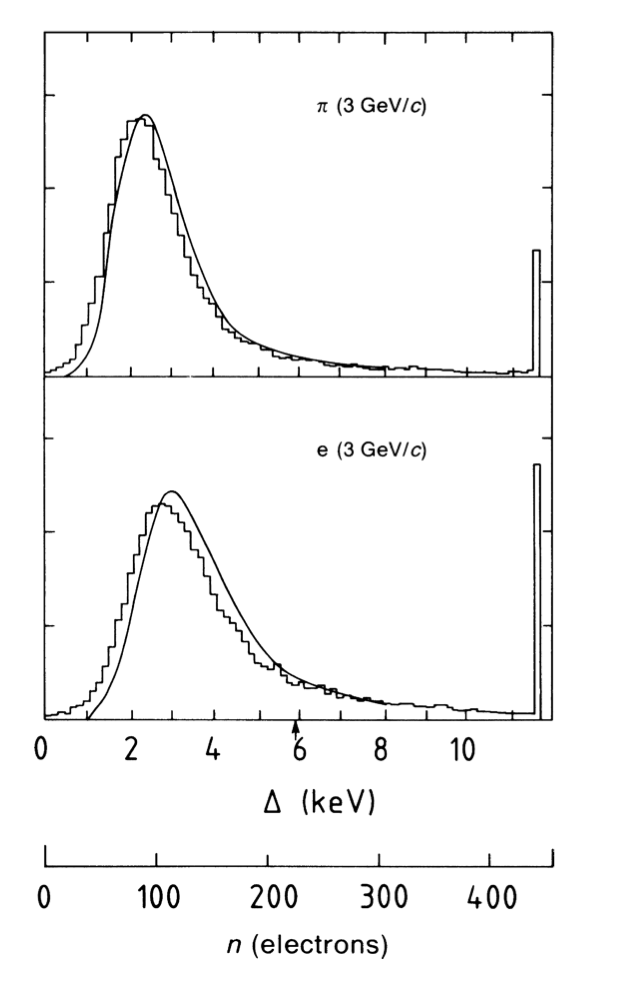 π (3 GeV/c)
e (3 GeV/c)
0 2 4 6 8 10
Δ (keV)
0 100 200 300 400
n (electrons)